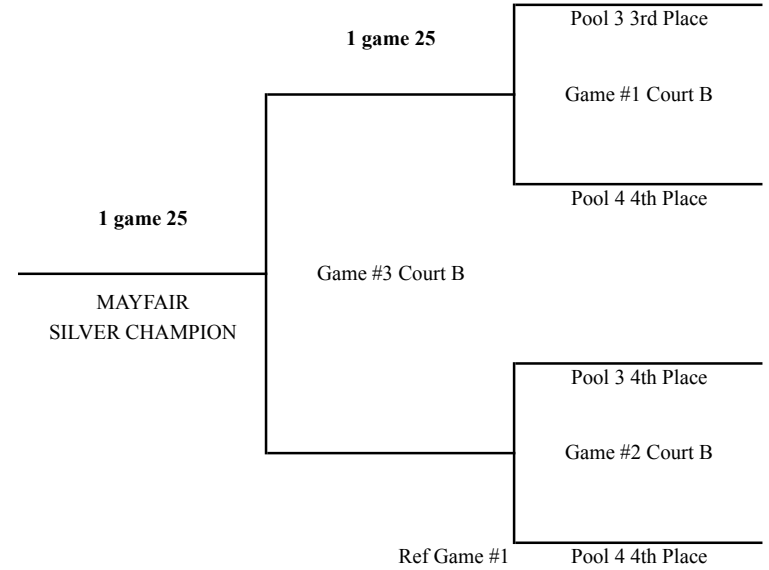 Pool 3 3rd Place
1 game 25
Game #1 Court B
Pool 4 4th Place
1 game 25
Game #3 Court B
MAYFAIR
SILVER CHAMPION
Pool 3 4th Place
Game #2 Court B
Ref Game #1 Pool 4 4th Place